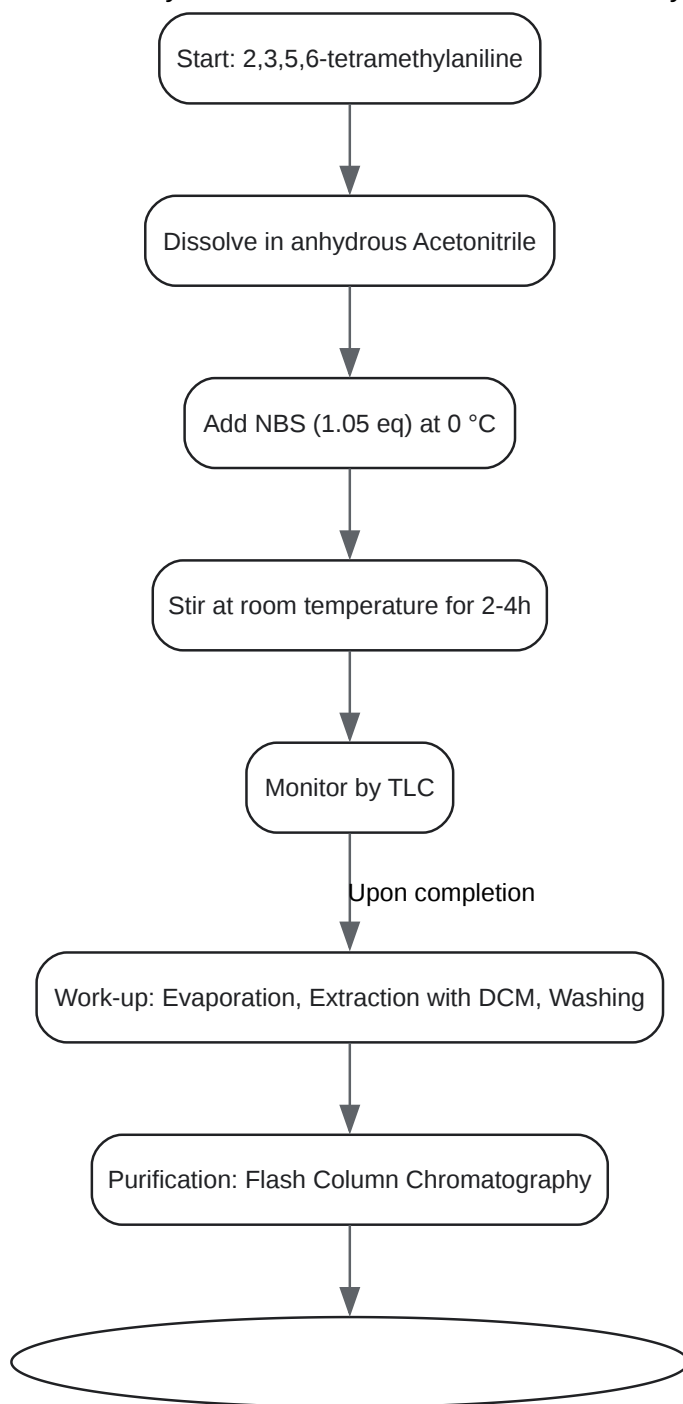 Start: 2,3,5,6-tetramethylaniline
Dissolve in anhydrous Acetonitrile
Add NBS (1.05 eq) at 0 °C
Stir at room temperature for 2-4h
Monitor by TLC
Upon completion
Work-up: Evaporation, Extraction with DCM, Washing
Purification: Flash Column Chromatography